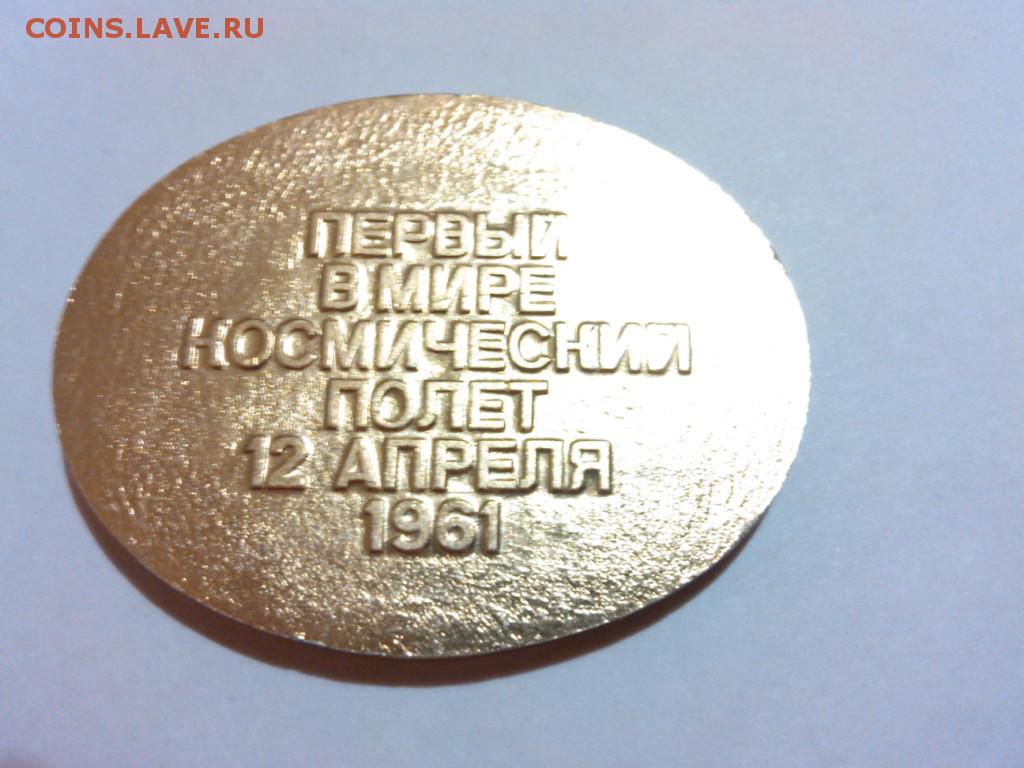 COINS.LAVE.RU
ПЕРВЫЙ
В МИРЕ
КОСМИЧЕСКИЙ
ПОЛЕТ
12 АПРЕЛЯ
1961